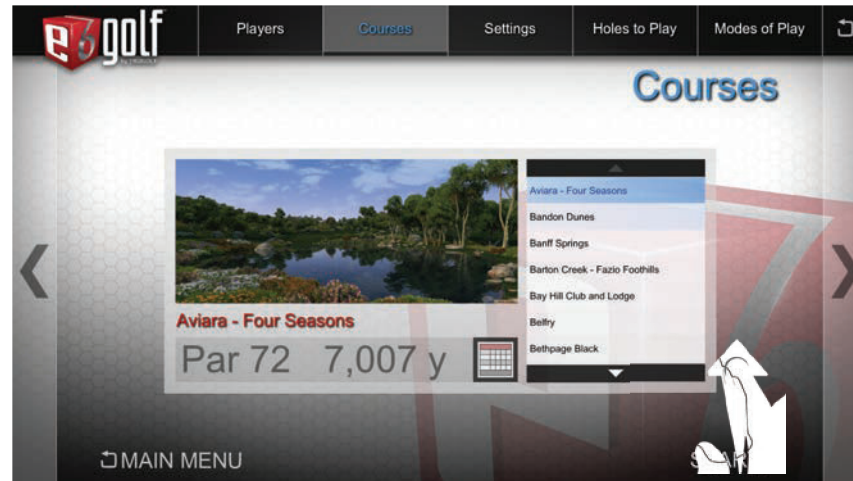 e6golf
Players
Courses
Settings
Holes to Play
Modes of Play
Courses
Aviara - Four Seasons
Bandon Dunes
Banff Springs
Barton Creek - Fazio Foothills
Bay Hill Club and Lodge
Belfry
Bethpage Black
Aviara - Four Seasons
Par 72 7,007 y
MAIN MENU